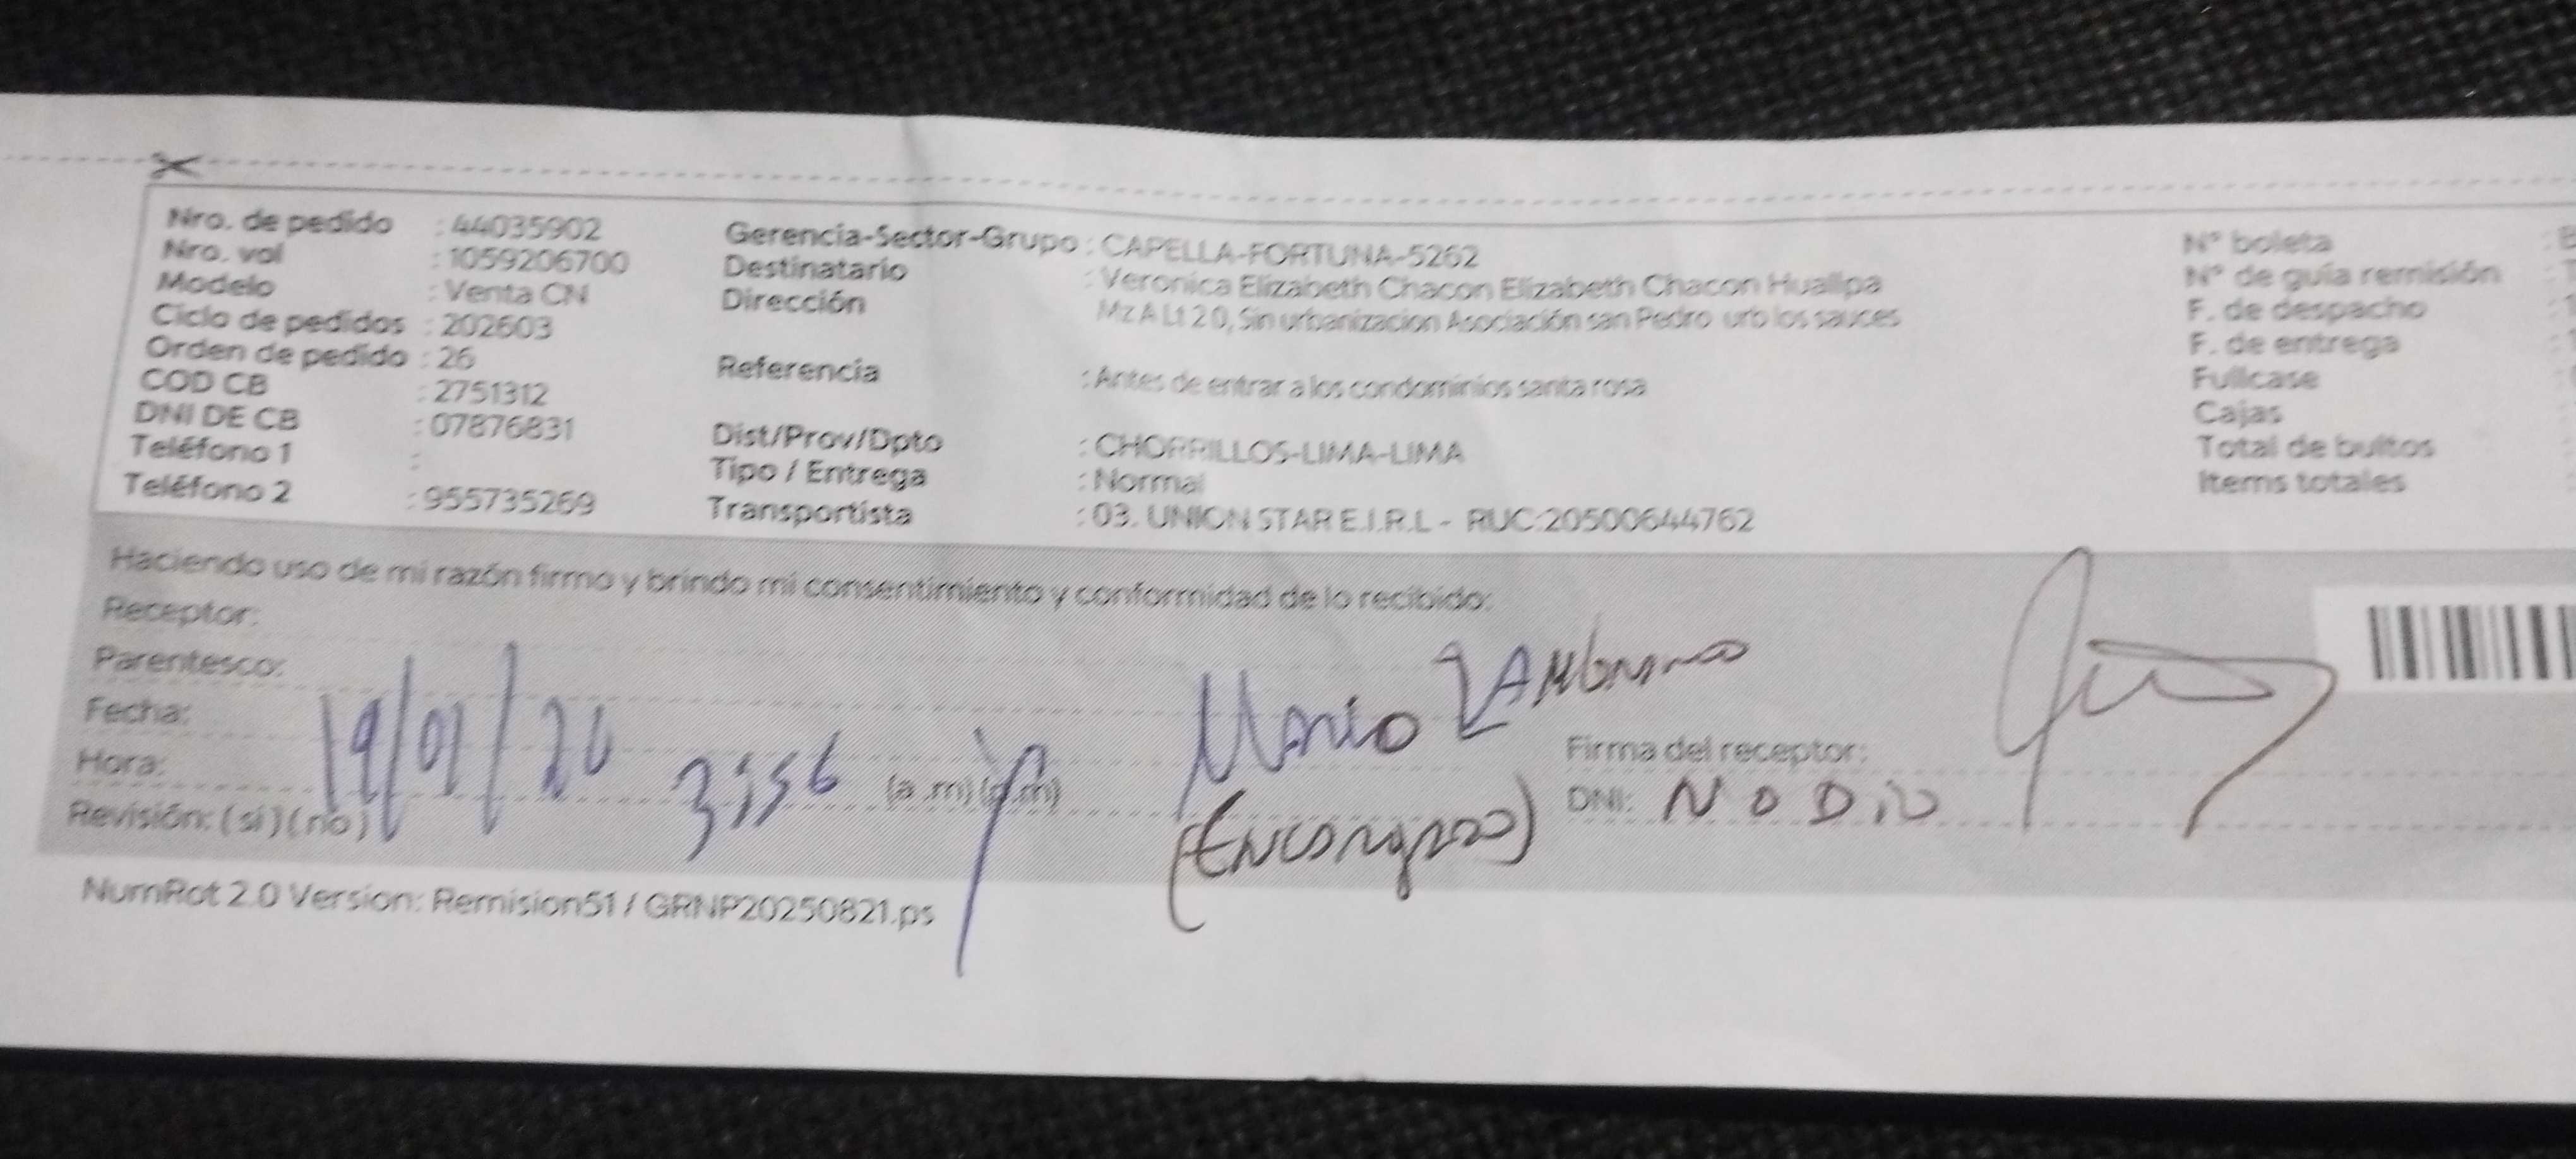 Nro. de pedido : 44035902
Nro. vol : 1059206700
Modelo : Venta CN
Ciclo de pedidos : 202603
Orden de pedido : 26
COD CB : 2751312
DNI DE CB : 07876831
Teléfono 1 :
Teléfono 2 : 955735269
Gerencia-Sector-Grupo : CAPELLA-FORTUNA-5262
Destinatario : Veronica Elizabeth Chacon Elizabeth Chacon Huallpa
Dirección : Mz A Lt 2 0, Sin urbanizacion Asociación san Pedro urb los sauces
Referencia : Antes de entrar a los condominios santa rosa
Dist/Prov/Dpto : CHORRILLOS-LIMA-LIMA
Tipo / Entrega : Normal
Transportista : 03. UNION STAR E.I.R.L - RUC:20500644762
N° boleta :
N° de guía remisión :
F. de despacho :
F. de entrega :
Fullcase :
Cajas
Total de bultos
Items totales
Haciendo uso de mi razón firmo y brindo mi consentimiento y conformidad de lo recibido:
Receptor:
Parentesco:
Fecha: 19/01/26
Hora: 3:56 (a.m) (p.m)
Revisión: (si) (no)
Mario
Firma del receptor:
DNI: NO DIO
NumRot 2.0 Version: Remision51 / GRNP20250821.ps